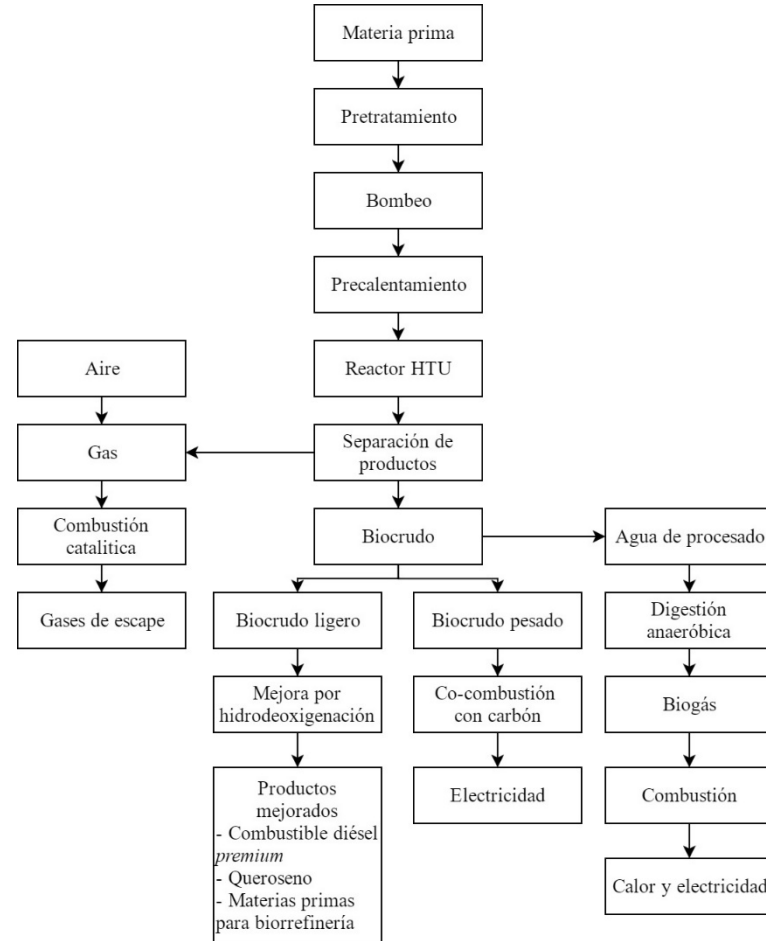 Materia prima
Pretratamiento
Bombeo
Precalentamiento
Aire
Reactor HTU
Gas
Separación de
productos
Combustión
catalitica
Biocrudo
Agua de procesado
Gases de escape
Biocrudo ligero
Biocrudo pesado
Digestión
anaeróbica
Mejora por
hidrodeoxigenación
Co-combustión
con carbón
Biogás
Productos
mejorados
- Combustible diésel
premium
- Queroseno
- Materias primas
para biorrefinería
Electricidad
Combustión
Calor y electricidad